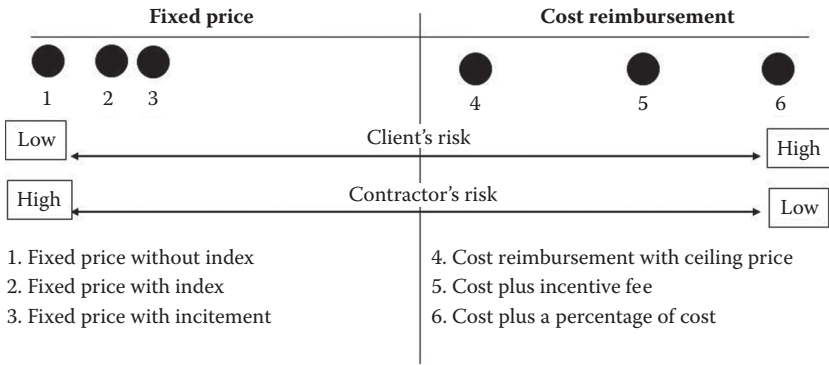 Fixed price
Cost reimbursement
1 2 3 4 5 6
Low Client's risk High
High Contractor's risk Low
1. Fixed price without index
2. Fixed price with index
3. Fixed price with incitement
4. Cost reimbursement with ceiling price
5. Cost plus incentive fee
6. Cost plus a percentage of cost